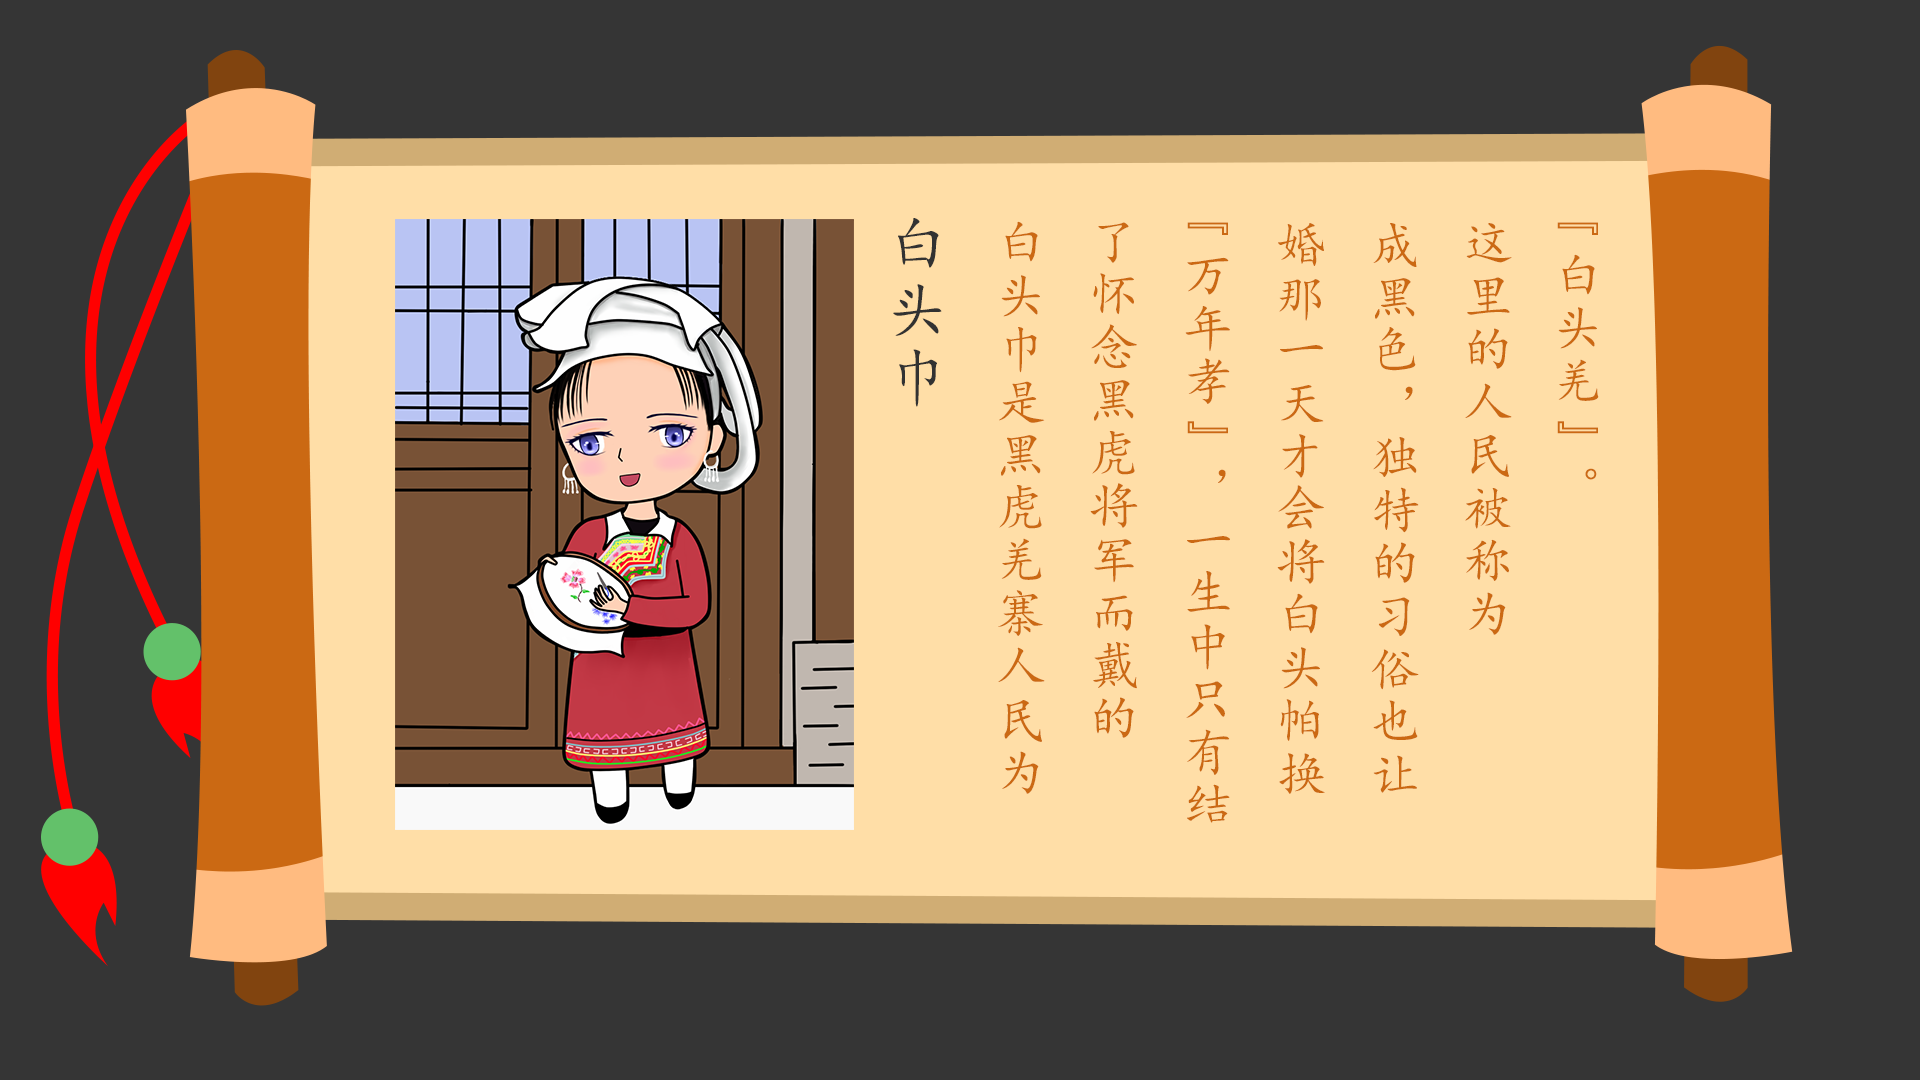 白头巾
白头巾是黑虎羌寨人民为
了怀念黑虎将军而戴的
『万年孝』，一生中只有结
婚那一天才会将白头帕换
成黑色，独特的习俗也让
这里的人民被称为
『白头羌』。